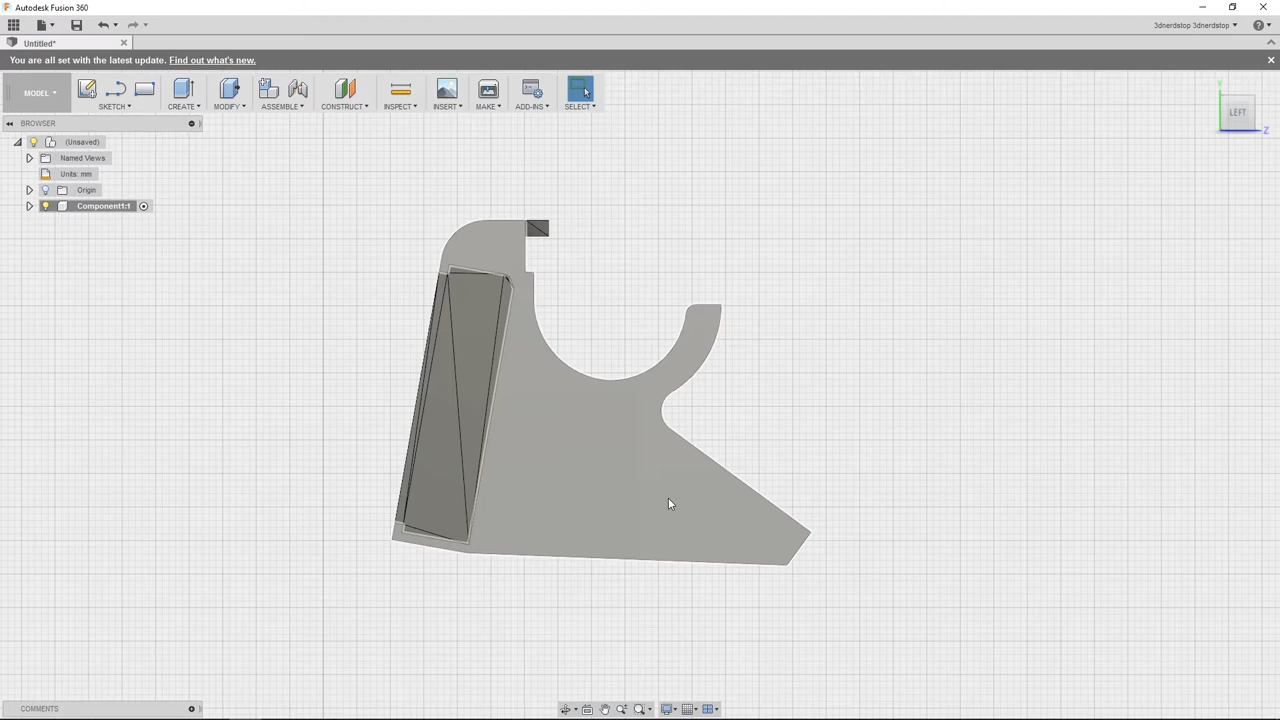 Autodesk Fusion 360
3dnerdstop 3dnerdstop
Untitled*
You are all set with the latest update. Find out what's new.
MODEL
SKETCH
CREATE
MODIFY
ASSEMBLE
CONSTRUCT
INSPECT
INSERT
MAKE
ADD-INS
SELECT
BROWSER
(Unsaved)
Named Views
Units: mm
Origin
Component1:1
Y
LEFT
Z
COMMENTS